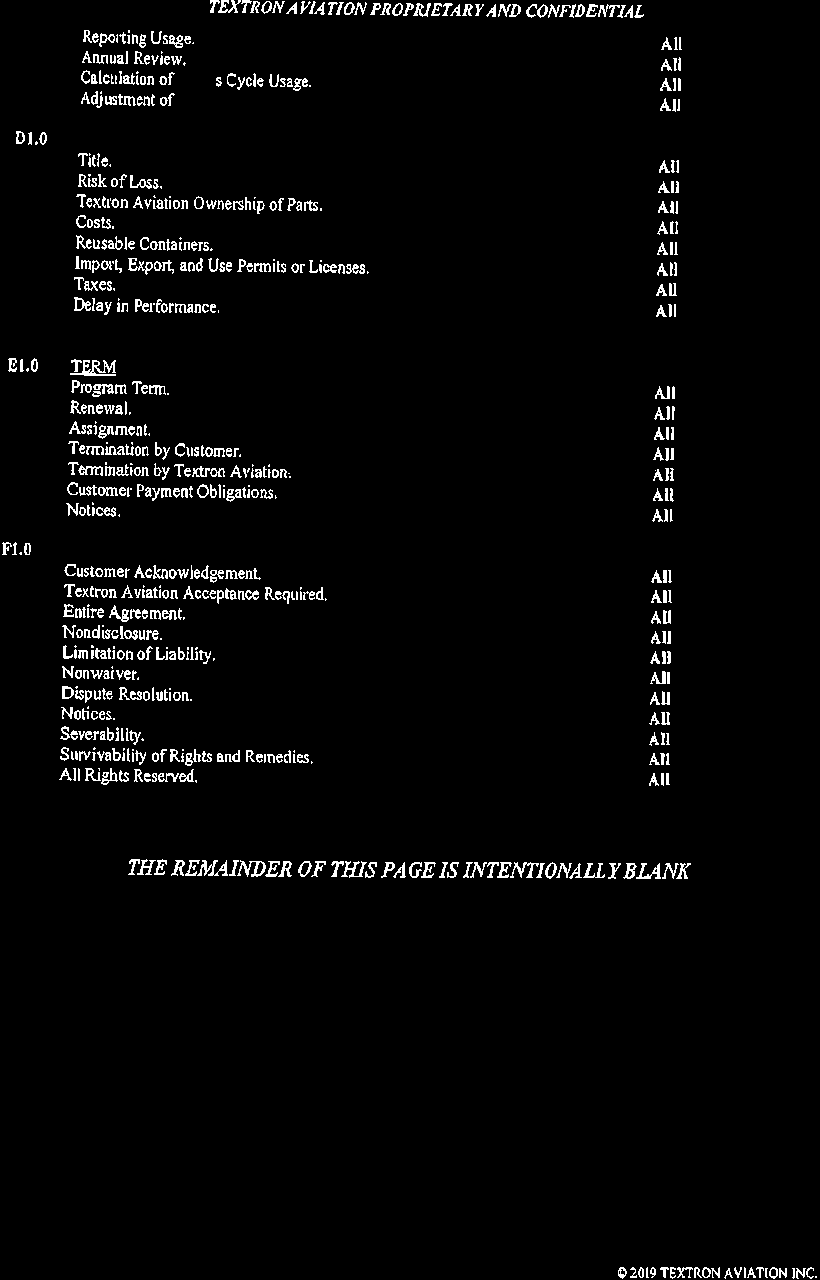 TEXTRON AVIATION PROPRIETARY AND CONFIDENTIAL
Reporting Usage. All
Annual Review. All
Calculation of s Cycle Usage. All
Adjustment of All
D1.0
Title. All
Risk of Loss. All
Textron Aviation Ownership of Parts. All
Costs. All
Reusable Containers. All
Import, Export, and Use Permits or Licenses. All
Taxes. All
Delay in Performance. All
E1.0 TERM
Program Term. All
Renewal. All
Assignment. All
Termination by Customer. All
Termination by Textron Aviation. All
Customer Payment Obligations. All
Notices. All
F1.0
Customer Acknowledgement. All
Textron Aviation Acceptance Required. All
Entire Agreement. All
Nondisclosure. All
Limitation of Liability. All
Nonwaiver. All
Dispute Resolution. All
Notices. All
Severability. All
Survivability of Rights and Remedies. All
All Rights Reserved. All
THE REMAINDER OF THIS PAGE IS INTENTIONALLY BLANK
© 2019 TEXTRON AVIATION INC.